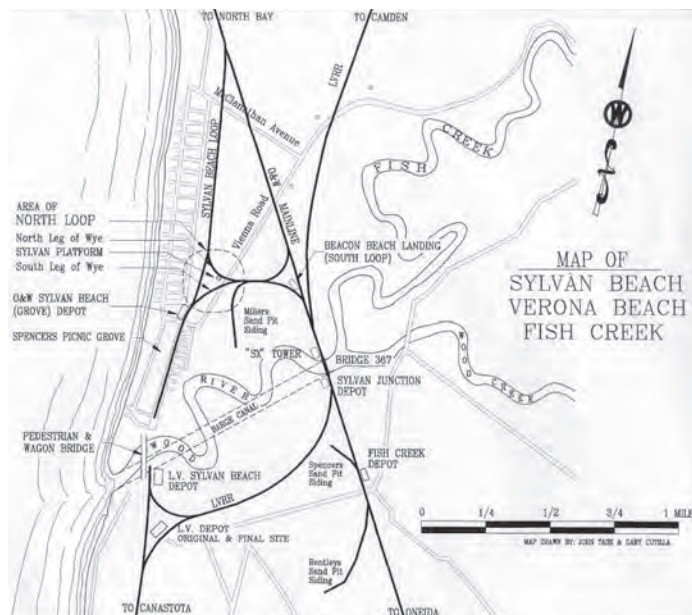 TO NORTH BAY
TO CAMDEN
LVRR
McClanathan Avenue
SYLVAN BEACH LOOP
O&W MAINLINE
Vienna Road
FISH CREEK
W
AREA OF
NORTH LOOP
North Leg of Wye
SYLVAN PLATFORM
South Leg of Wye
O&W SYLVAN BEACH
(GROVE) DEPOT
SPENCERS PICNIC GROVE
BEACON BEACH LANDING
(SOUTH LOOP)
Millers
Sand Pit
Siding
MAP OF
SYLVAN BEACH
VERONA BEACH
FISH CREEK
"SX" TOWER
BRIDGE 367
SYLVAN JUNCTION
DEPOT
WOOD CREEK
WOOD RIVER
BARGE CANAL
PEDESTRIAN &
WAGON BRIDGE
L.V. SYLVAN BEACH
DEPOT
LVRR
L.V. DEPOT
ORIGINAL & FINAL SITE
Spencers
Sand Pit
Siding
FISH CREEK
DEPOT
Bentleys
Sand Pit
Siding
0 1/4 1/2 3/4 1 MILE
MAP DRAWN BY: JOHN TAIK & GARY CUTILLA
TO CANASTOTA
TO ONEIDA